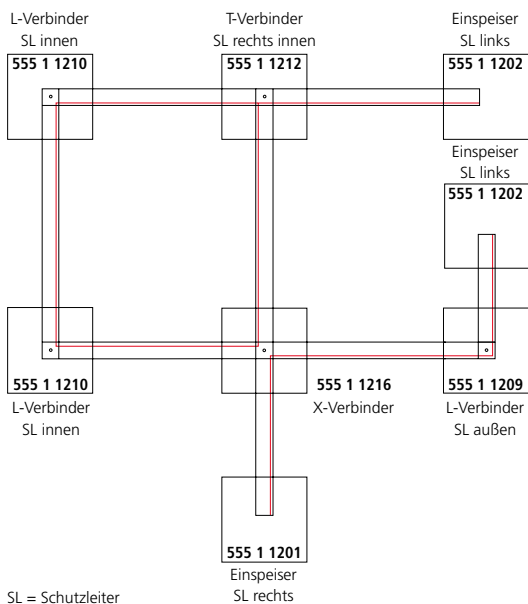 L-Verbinder
SL innen
555 1 1210
T-Verbinder
SL rechts innen
555 1 1212
Einspeiser
SL links
555 1 1202
Einspeiser
SL links
555 1 1202
555 1 1210
L-Verbinder
SL innen
555 1 1216
X-Verbinder
555 1 1209
L-Verbinder
SL außen
555 1 1201
Einspeiser
SL rechts
SL = Schutzleiter